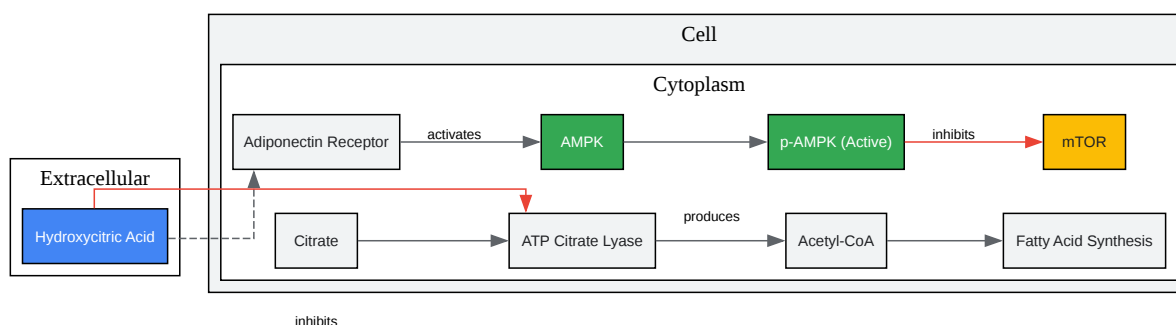 Cell
Cytoplasm
Adiponectin Receptor
activates
AMPK
p-AMPK (Active)
inhibits
mTOR
Extracellular
Hydroxycitric Acid
Citrate
ATP Citrate Lyase
produces
Acetyl-CoA
Fatty Acid Synthesis
inhibits